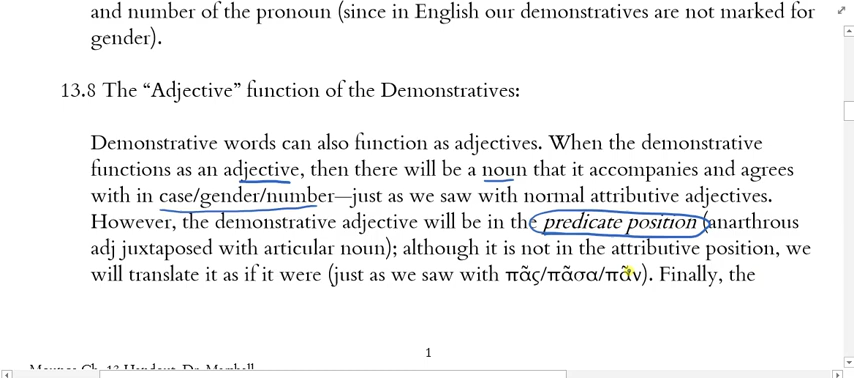 and number of the pronoun (since in English our demonstratives are not marked for
gender).
13.8 The “Adjective” function of the Demonstratives:
Demonstrative words can also function as adjectives. When the demonstrative
functions as an adjective, then there will be a noun that it accompanies and agrees
with in case/gender/number—just as we saw with normal attributive adjectives.
However, the demonstrative adjective will be in the predicate position (anarthrous
adj juxtaposed with articular noun); although it is not in the attributive position, we
will translate it as if it were (just as we saw with πᾶς/πᾶσα/πᾶν). Finally, the
1
Ch. 13 Handout, Dr.